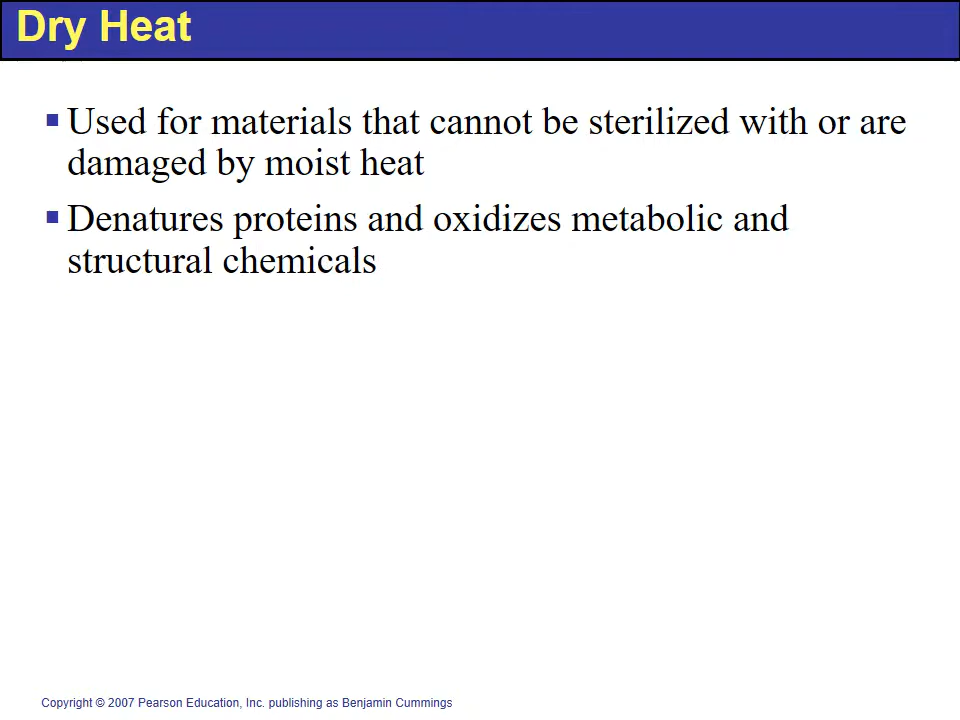 Dry Heat
Used for materials that cannot be sterilized with or are
damaged by moist heat
Denatures proteins and oxidizes metabolic and
structural chemicals
Copyright © 2007 Pearson Education, Inc. publishing as Benjamin Cummings